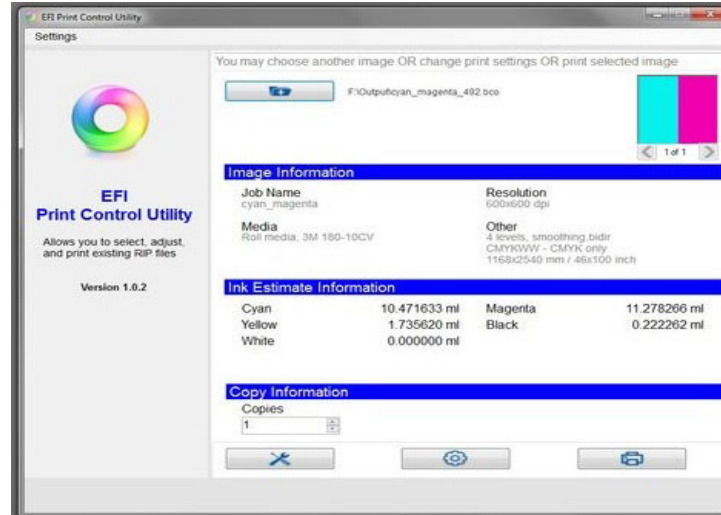 EFI Print Control Utility
Settings
You may choose another image OR change print settings OR print selected image
F:\Output\cyan_magenta_492.bco
1 of 1
EFI
Print Control Utility
Allows you to select, adjust,
and print existing RIP files
Version 1.0.2
Image Information
Job Name
cyan_magenta
Resolution
600x600 dpi
Media
Roll media, 3M 180-10CV
Other
4 levels, smoothing.bidir
CMYKWW - CMYK only
1168x2540 mm / 46x100 inch
Ink Estimate Information
Cyan 10.471633 ml Magenta 11.278266 ml
Yellow 1.735620 ml Black 0.222262 ml
White 0.000000 ml
Copy Information
Copies
1